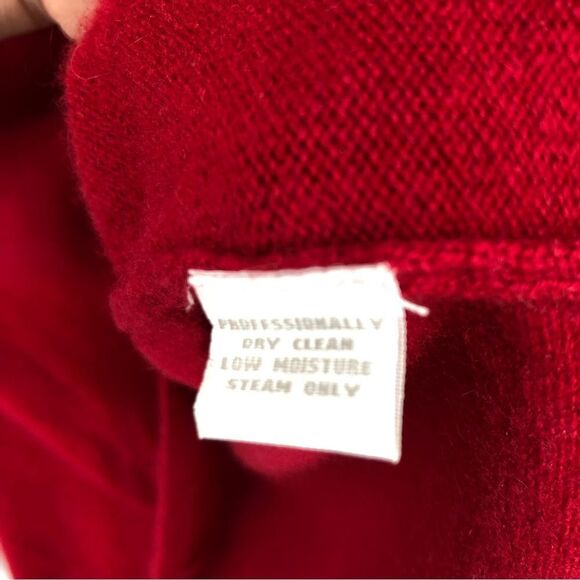 PROFESSIONALLY
DRY CLEAN
LOW MOISTURE
STEAM ONLY